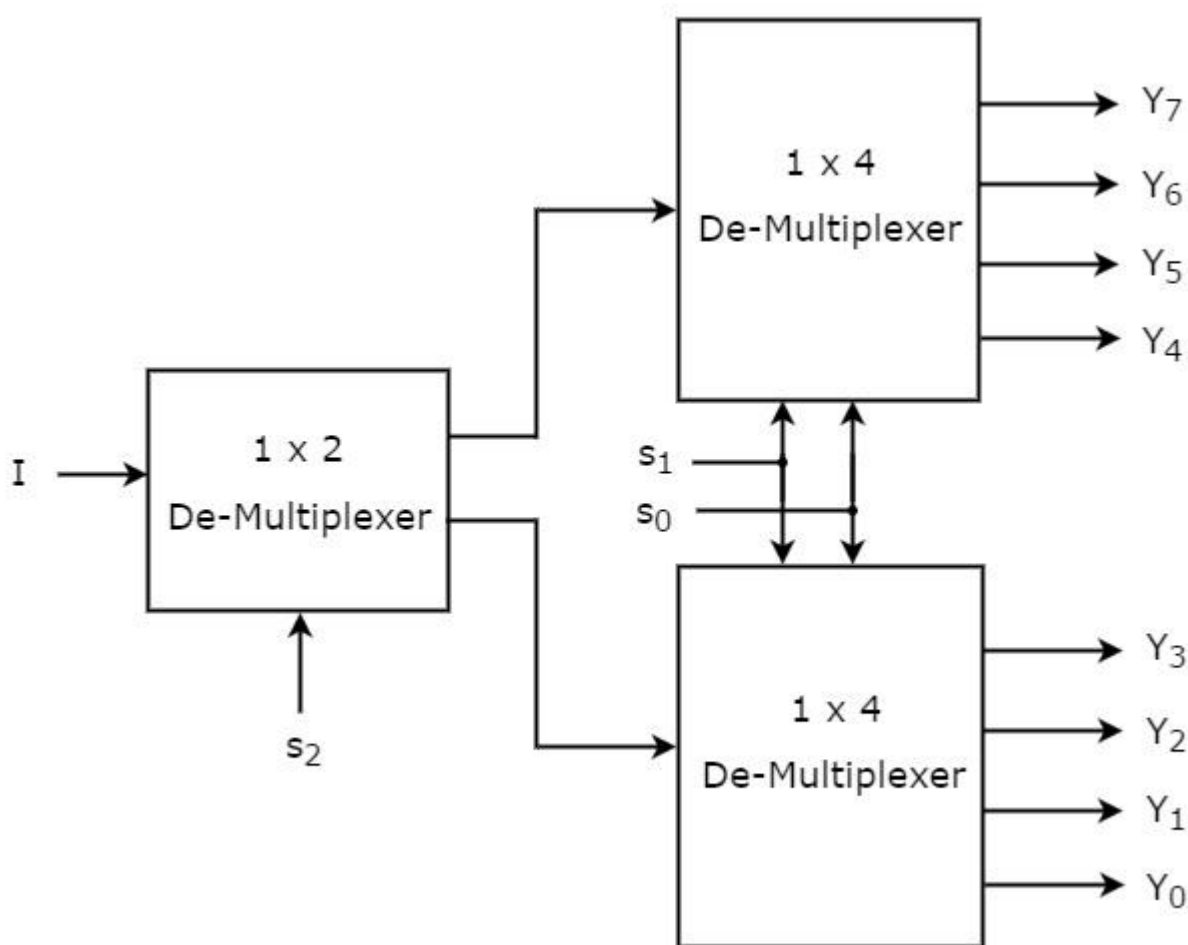 Y7
1 x 4
Y6
De-Multiplexer
Y5
Y4
1 x 2
s1
I
De-Multiplexer
s0
Y3
1 x 4
Y2
s2
De-Multiplexer
Y1
Y0